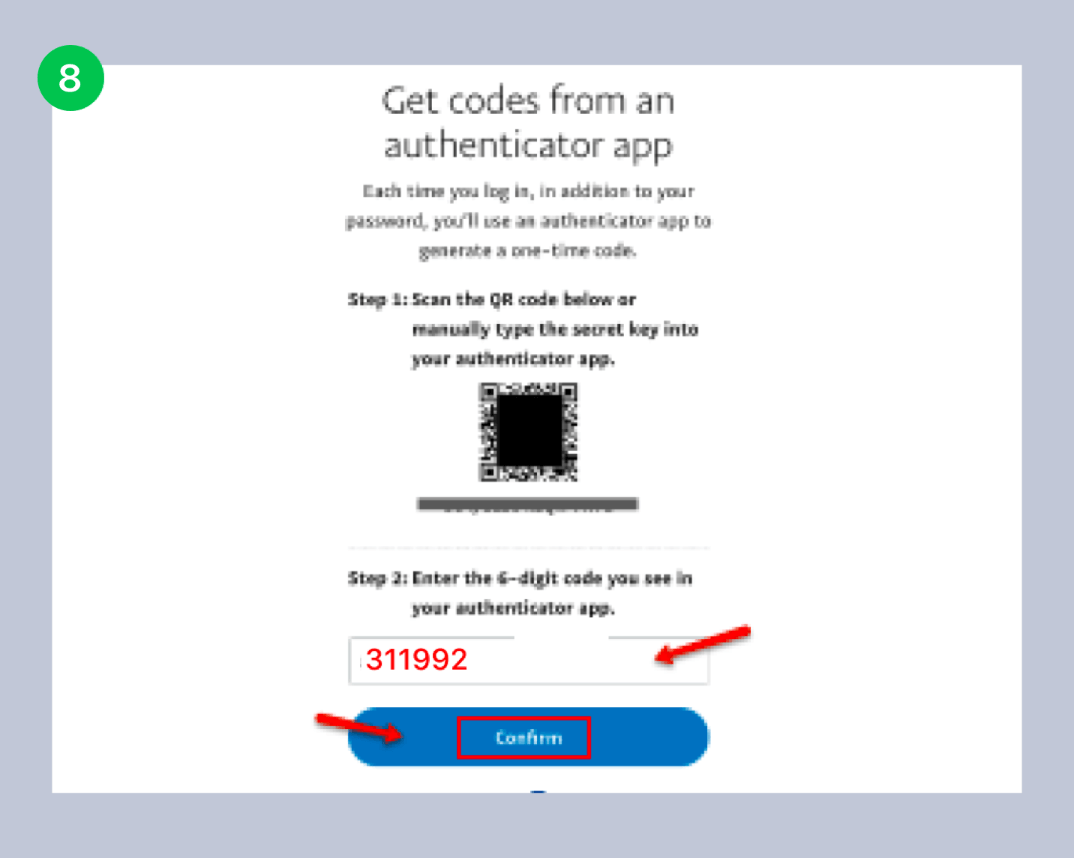 8
Get codes from an
authenticator app
Each time you log in, in addition to your
password, you'll use an authenticator app to
generate a one-time code.
Step 1: Scan the QR code below or
manually type the secret key into
your authenticator app.
Step 2: Enter the 6-digit code you see in
your authenticator app.
311992
Confirm